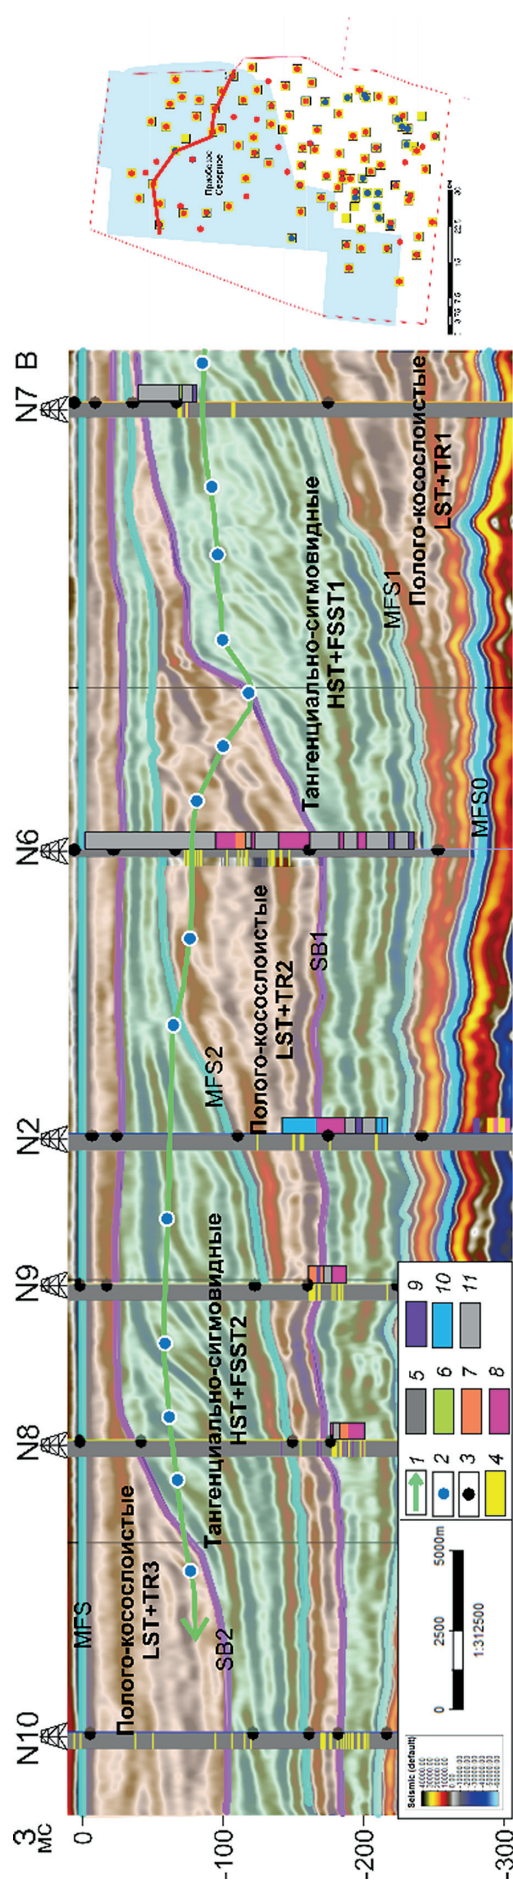 З
мс
N10
N8
N9
N2
N6
N7
В
0
-100
-200
-300
MFS
Полого-косослоистые
LST+TR3
SB2
Тангенциально-сигмовидные
HST+FSST2
MFS2
Полого-косослоистые
LST+TR2
SB1
MFS0
Тангенциально-сигмовидные
HST+FSST1
MFS1
Полого-косослоистые
LST+TR1
Seismic (default)
0
2500
5000m
1:312500
1
2
3
4
5
6
7
8
9
10
11
Приобское
Северное